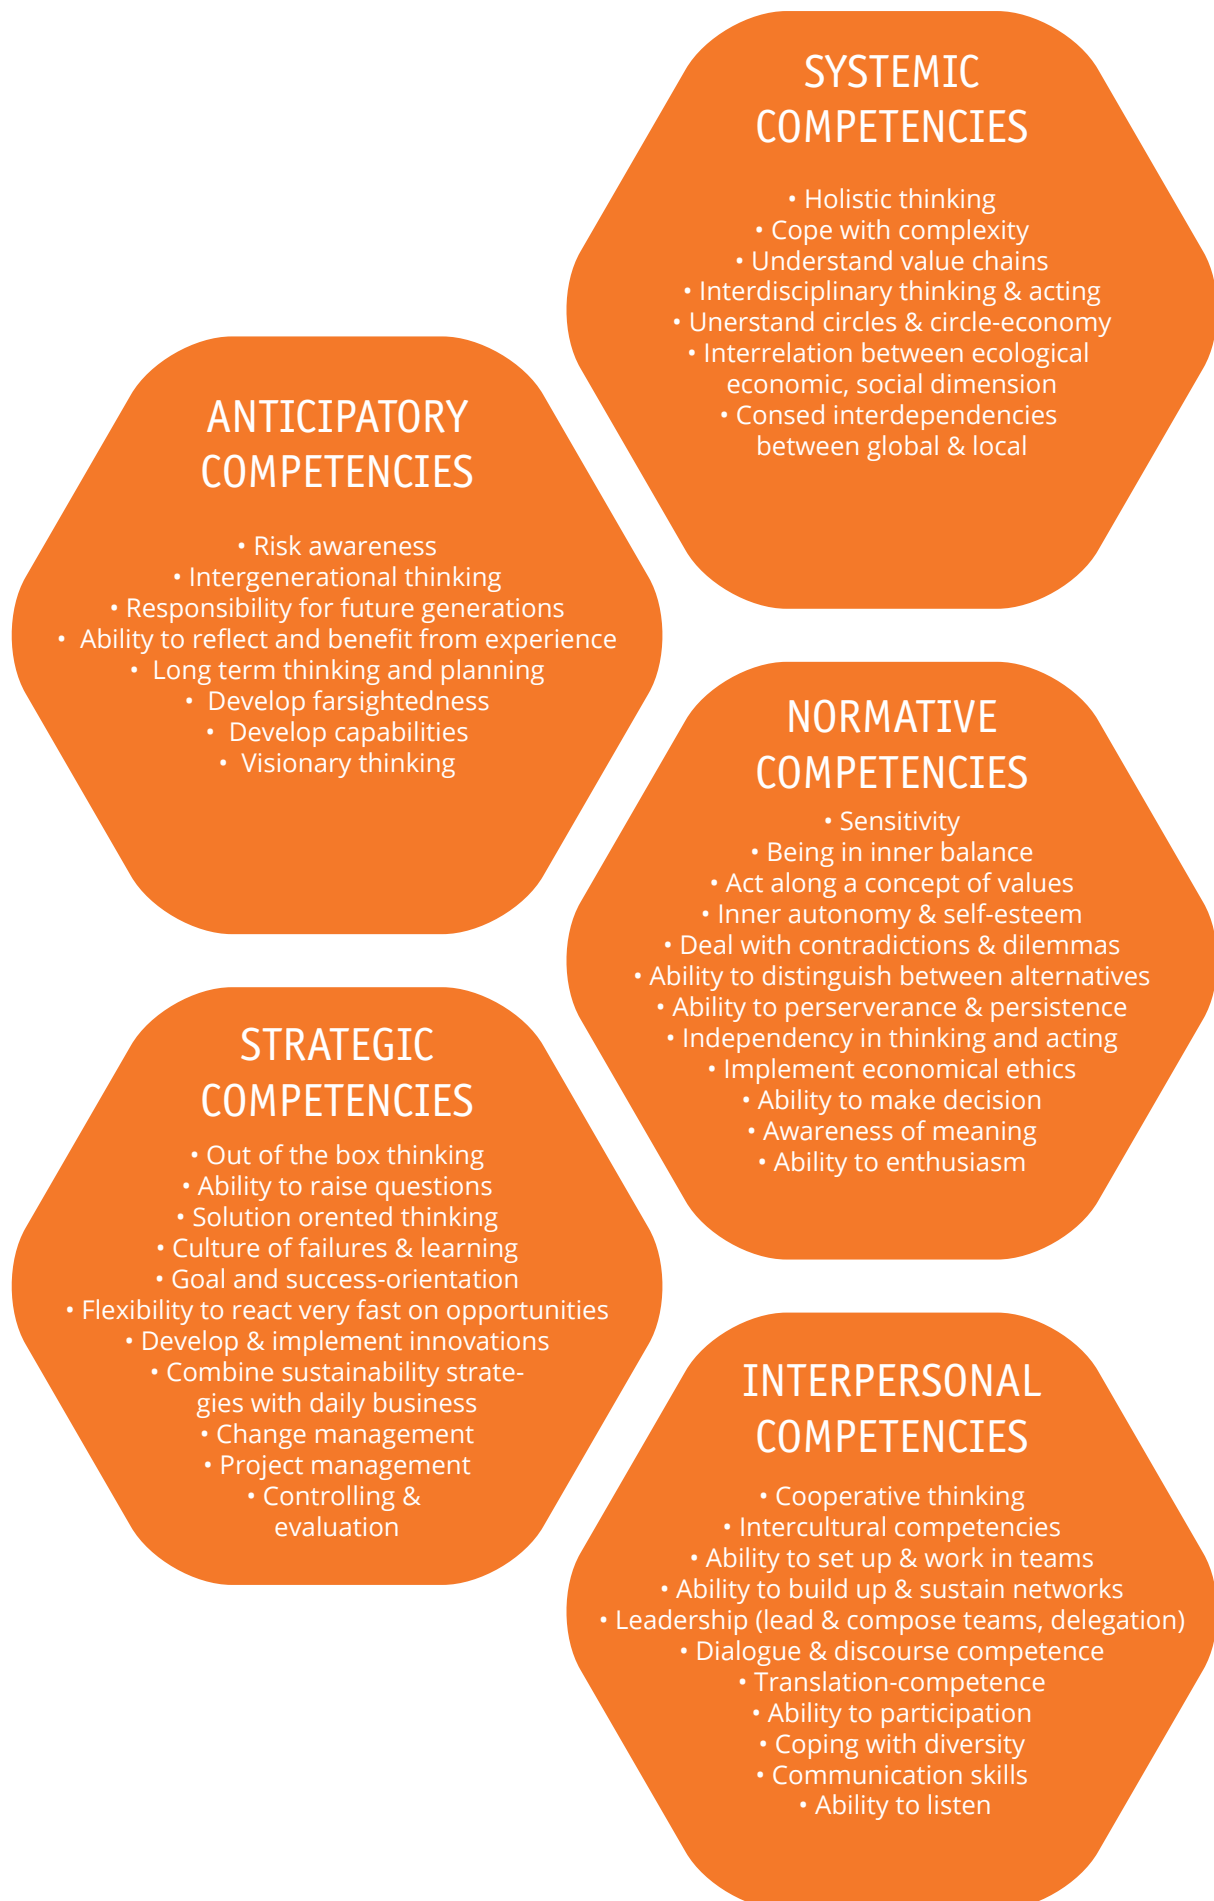 SYSTEMIC
COMPETENCIES
• Holistic thinking
• Cope with complexity
• Understand value chains
• Interdisciplinary thinking & acting
• Unerstand circles & circle-economy
• Interrelation between ecological
economic, social dimension
• Consed interdependencies
between global & local
ANTICIPATORY
COMPETENCIES
• Risk awareness
• Intergenerational thinking
• Responsibility for future generations
• Ability to reflect and benefit from experience
• Long term thinking and planning
• Develop farsightedness
• Develop capabilities
• Visionary thinking
NORMATIVE
COMPETENCIES
• Sensitivity
• Being in inner balance
• Act along a concept of values
• Inner autonomy & self-esteem
• Deal with contradictions & dilemmas
• Ability to distinguish between alternatives
• Ability to perserverance & persistence
• Independency in thinking and acting
• Implement economical ethics
• Ability to make decision
• Awareness of meaning
• Ability to enthusiasm
STRATEGIC
COMPETENCIES
• Out of the box thinking
• Ability to raise questions
• Solution orented thinking
• Culture of failures & learning
• Goal and success-orientation
• Flexibility to react very fast on opportunities
• Develop & implement innovations
• Combine sustainability strate-
gies with daily business
• Change management
• Project management
• Controlling &
evaluation
INTERPERSONAL
COMPETENCIES
• Cooperative thinking
• Intercultural competencies
• Ability to set up & work in teams
• Ability to build up & sustain networks
• Leadership (lead & compose teams, delegation)
• Dialogue & discourse competence
• Translation-competence
• Ability to participation
• Coping with diversity
• Communication skills
• Ability to listen